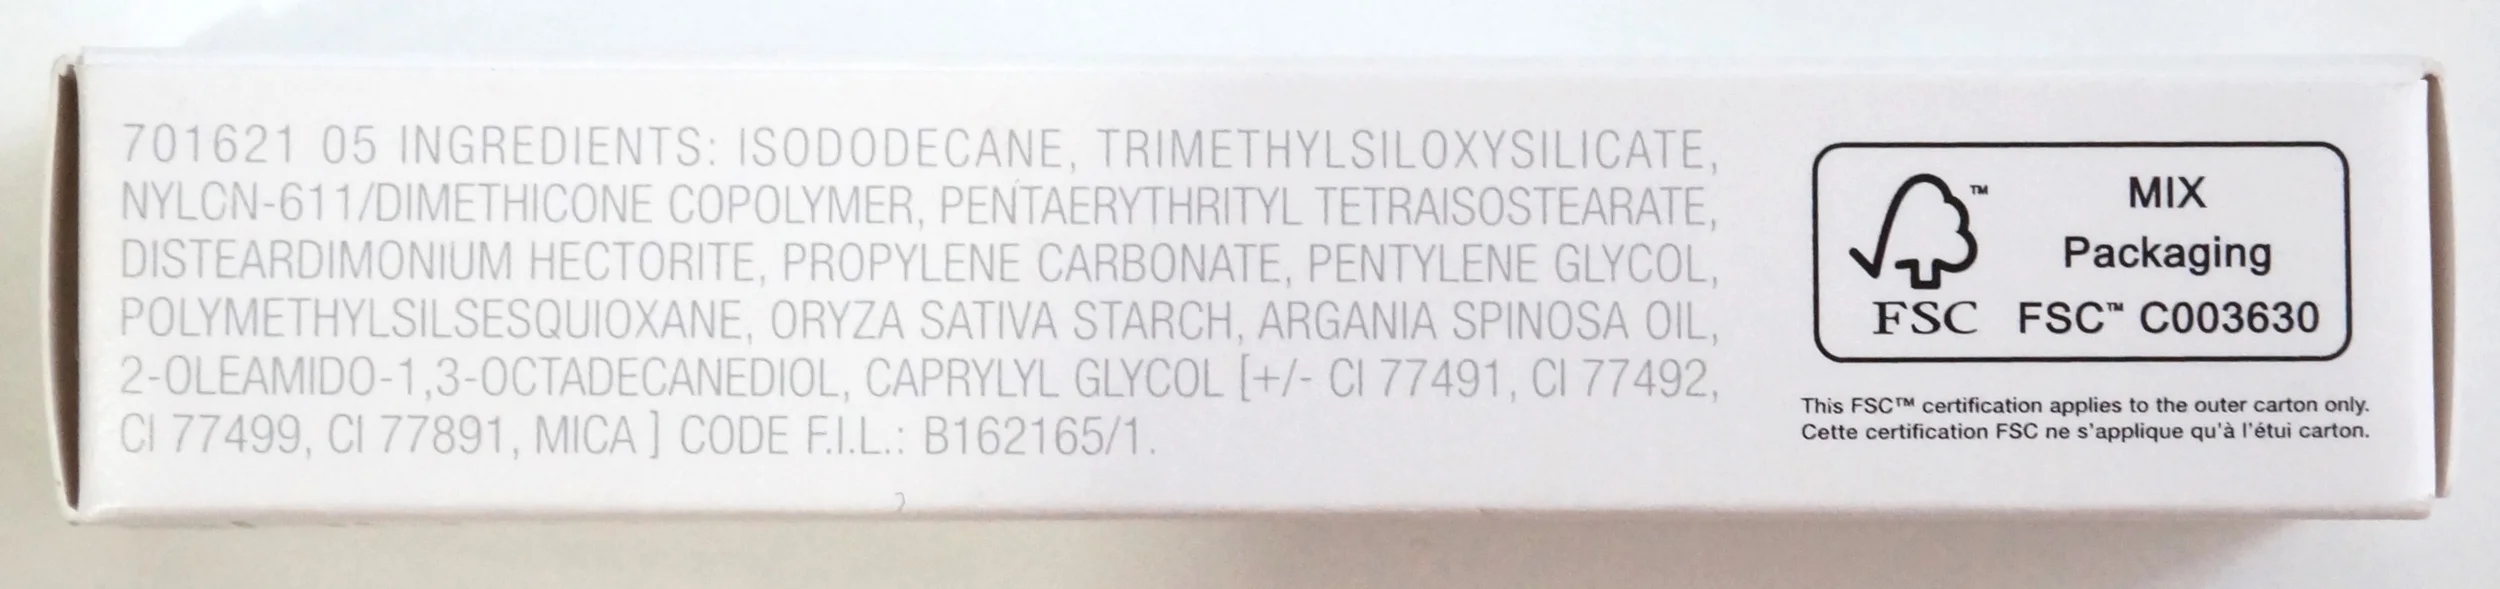 701621 05 INGREDIENTS: ISODODECANE, TRIMETHYLSILOXYSILICATE,
NYLCN-611/DIMETHICONE COPOLYMER, PENTAERYTHRITYL TETRAISOSTEARATE,
DISTEARDIMONIUM HECTORITE, PROPYLENE CARBONATE, PENTYLENE GLYCOL,
POLYMETHYLSILSESQUIOXANE, ORYZA SATIVA STARCH, ARGANIA SPINOSA OIL,
2-OLEAMIDO-1,3-OCTADECANEDIOL, CAPRYLYL GLYCOL [+/- CI 77491, CI 77492,
CI 77499, CI 77891, MICA ] CODE F.I.L.: B162165/1.
™ MIX
Packaging
FSC FSC™ C003630
This FSC™ certification applies to the outer carton only.
Cette certification FSC ne s'applique qu'à l'étui carton.